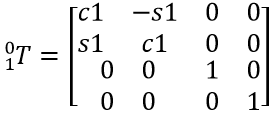 ⁰₁T = [ c1 −s1 0 0
s1 c1 0 0
0 0 1 0
0 0 0 1 ]